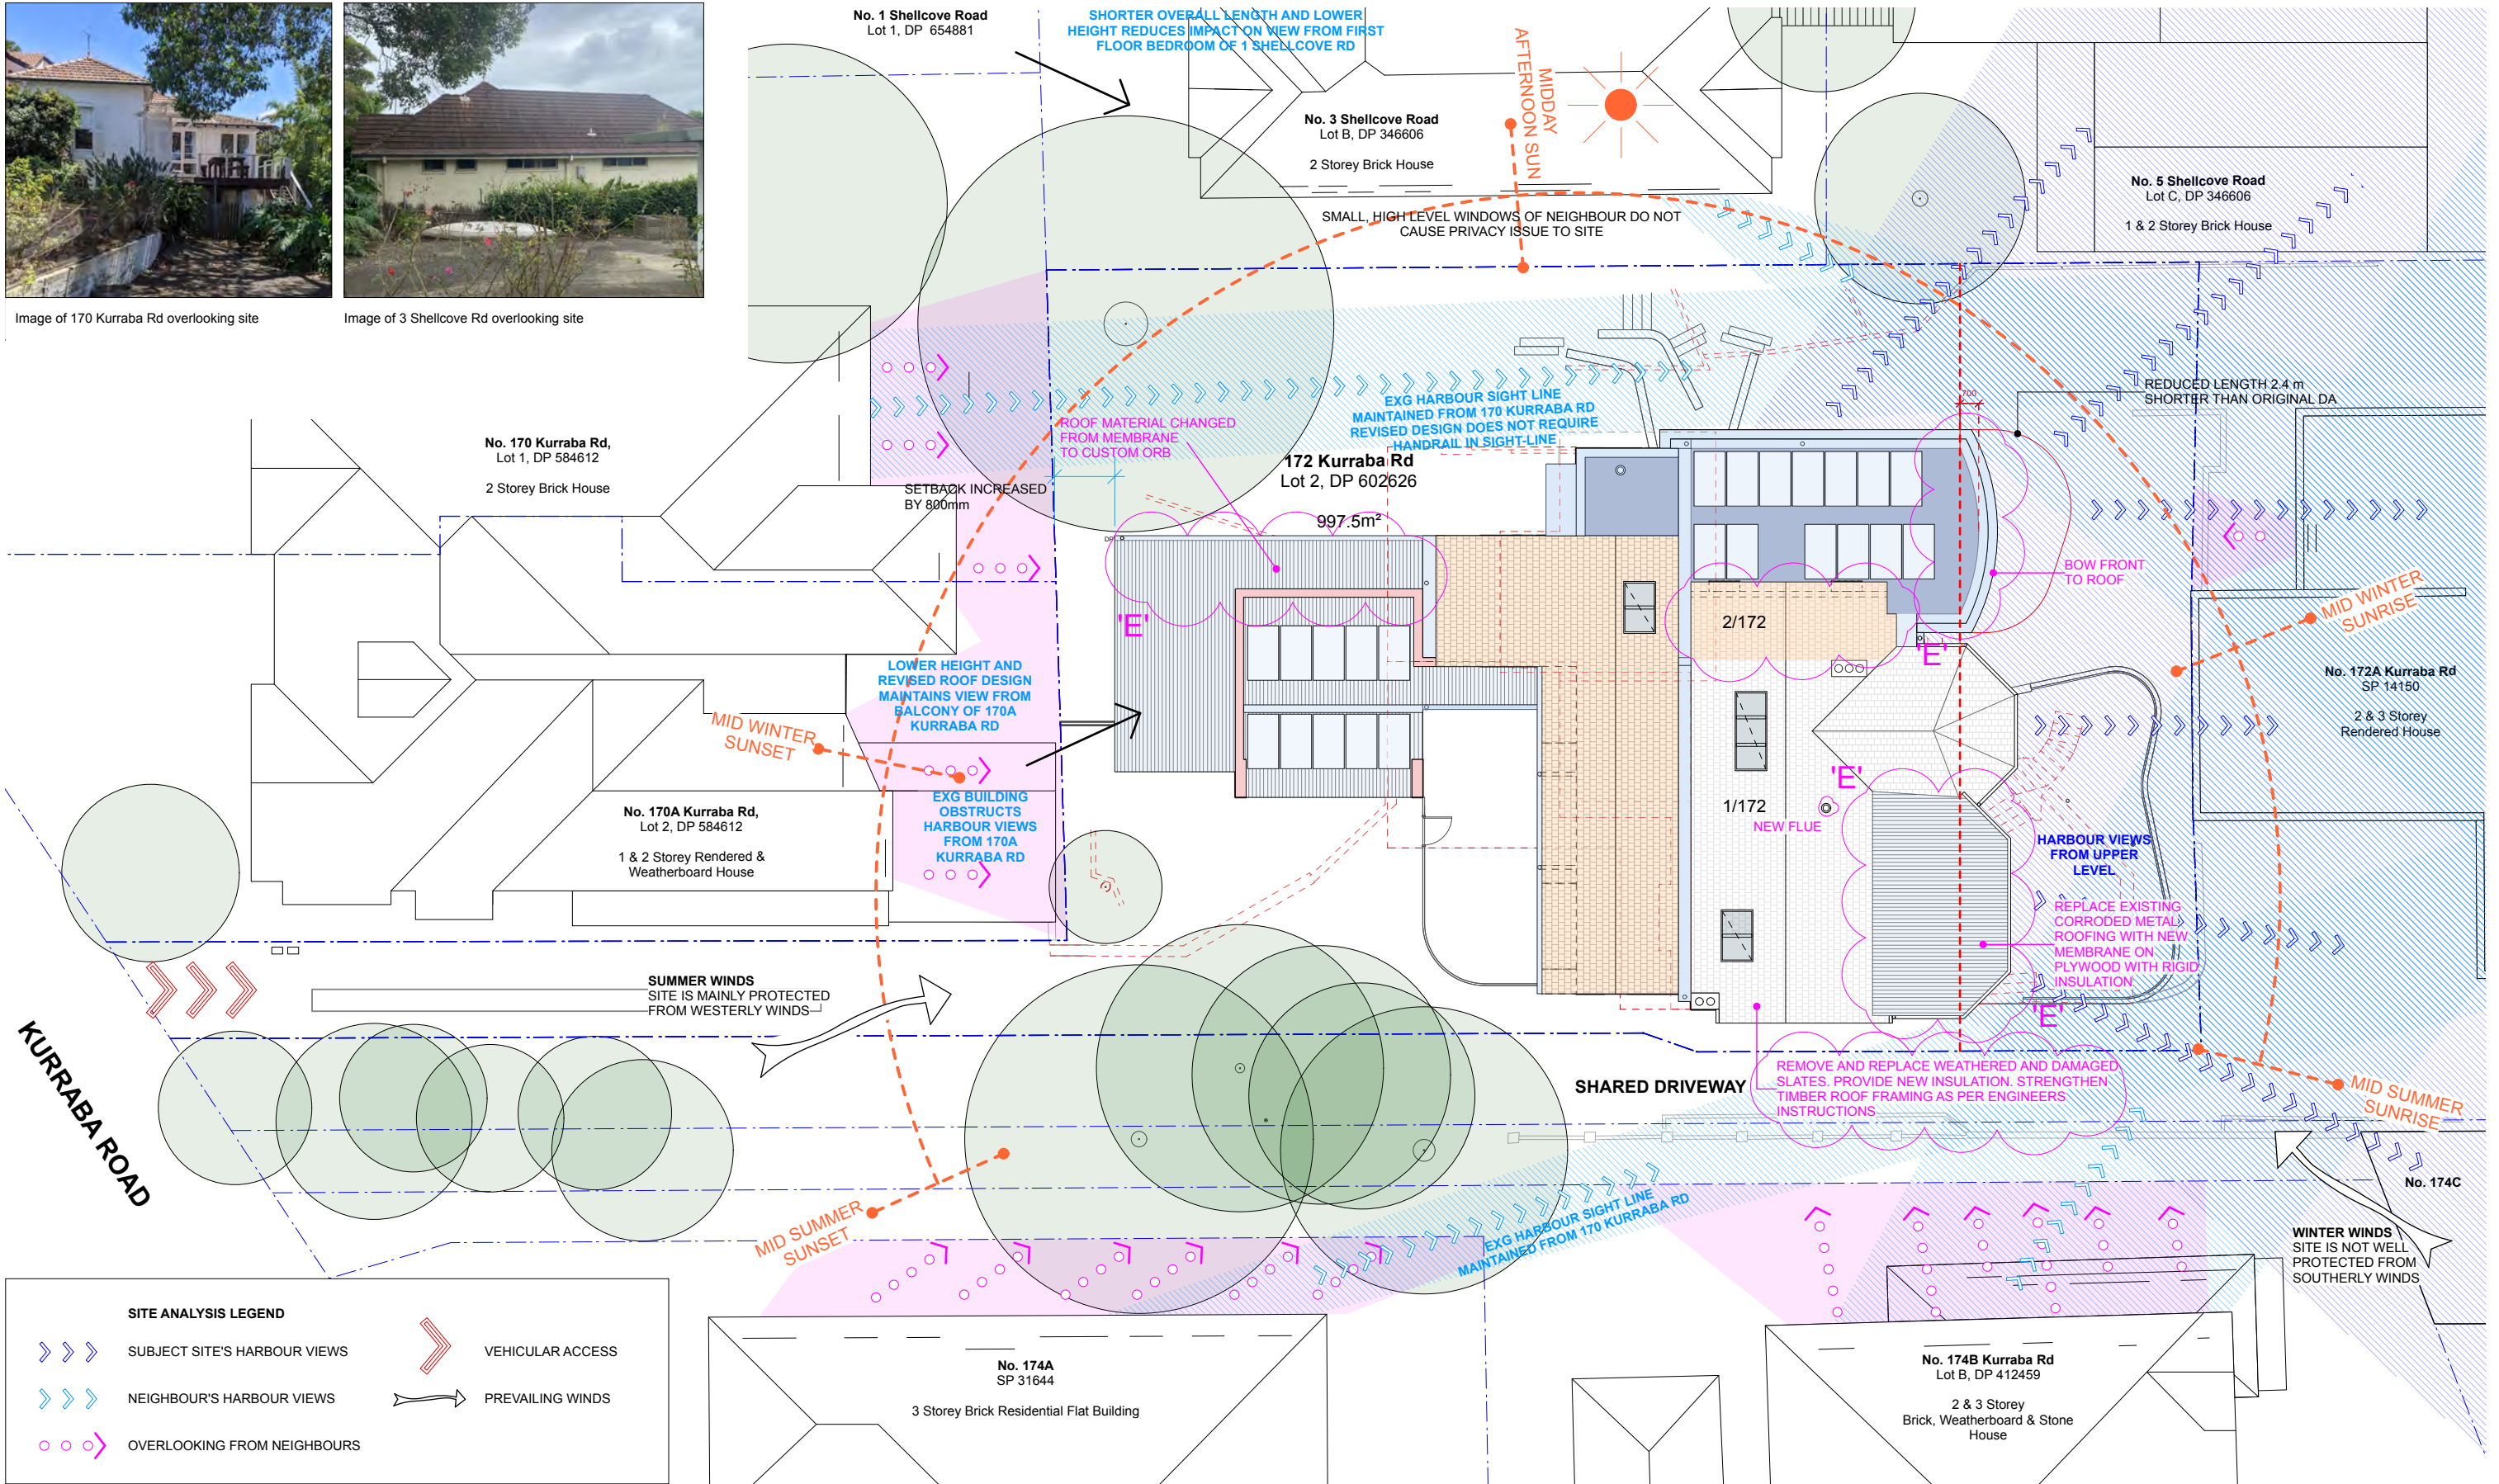 Image of 170 Kurraba Rd overlooking site
Image of 3 Shellcove Rd overlooking site
No. 1 Shellcove Road
Lot 1, DP 654881
SHORTER OVERALL LENGTH AND LOWER
HEIGHT REDUCES IMPACT ON VIEW FROM FIRST
FLOOR BEDROOM OF 1 SHELLCOVE RD
No. 3 Shellcove Road
Lot B, DP 346606
2 Storey Brick House
MIDDAY
AFTERNOON SUN
SMALL, HIGH LEVEL WINDOWS OF NEIGHBOUR DO NOT
CAUSE PRIVACY ISSUE TO SITE
No. 5 Shellcove Road
Lot C, DP 346606
1 & 2 Storey Brick House
REDUCED LENGTH 2.4 m
SHORTER THAN ORIGINAL DA
700
EXG HARBOUR SIGHT LINE
MAINTAINED FROM 170 KURRABA RD
REVISED DESIGN DOES NOT REQUIRE
HANDRAIL IN SIGHT-LINE
ROOF MATERIAL CHANGED
FROM MEMBRANE
TO CUSTOM ORB
No. 170 Kurraba Rd,
Lot 1, DP 584612
2 Storey Brick House
SETBACK INCREASED
BY 800mm
172 Kurraba Rd
Lot 2, DP 602626
997.5m²
DP
BOW FRONT
TO ROOF
MID WINTER
SUNRISE
'E'
2/172
'E'
LOWER HEIGHT AND
REVISED ROOF DESIGN
MAINTAINS VIEW FROM
BALCONY OF 170A
KURRABA RD
MID WINTER
SUNSET
No. 172A Kurraba Rd
SP 14150
2 & 3 Storey
Rendered House
'E'
1/172
NEW FLUE
EXG BUILDING
OBSTRUCTS
HARBOUR VIEWS
FROM 170A
KURRABA RD
No. 170A Kurraba Rd,
Lot 2, DP 584612
1 & 2 Storey Rendered &
Weatherboard House
HARBOUR VIEWS
FROM UPPER
LEVEL
REPLACE EXISTING
CORRODED METAL
ROOFING WITH NEW
MEMBRANE ON
PLYWOOD WITH RIGID
INSULATION
'E'
SUMMER WINDS
SITE IS MAINLY PROTECTED
FROM WESTERLY WINDS
KURRABA ROAD
SHARED DRIVEWAY
REMOVE AND REPLACE WEATHERED AND DAMAGED
SLATES. PROVIDE NEW INSULATION. STRENGTHEN
TIMBER ROOF FRAMING AS PER ENGINEERS
INSTRUCTIONS
MID SUMMER
SUNRISE
No. 174C
MID SUMMER
SUNSET
EXG HARBOUR SIGHT LINE
MAINTAINED FROM 170 KURRABA RD
WINTER WINDS
SITE IS NOT WELL
PROTECTED FROM
SOUTHERLY WINDS
No. 174A
SP 31644
3 Storey Brick Residential Flat Building
No. 174B Kurraba Rd
Lot B, DP 412459
2 & 3 Storey
Brick, Weatherboard & Stone
House
SITE ANALYSIS LEGEND
SUBJECT SITE'S HARBOUR VIEWS
VEHICULAR ACCESS
NEIGHBOUR'S HARBOUR VIEWS
PREVAILING WINDS
OVERLOOKING FROM NEIGHBOURS